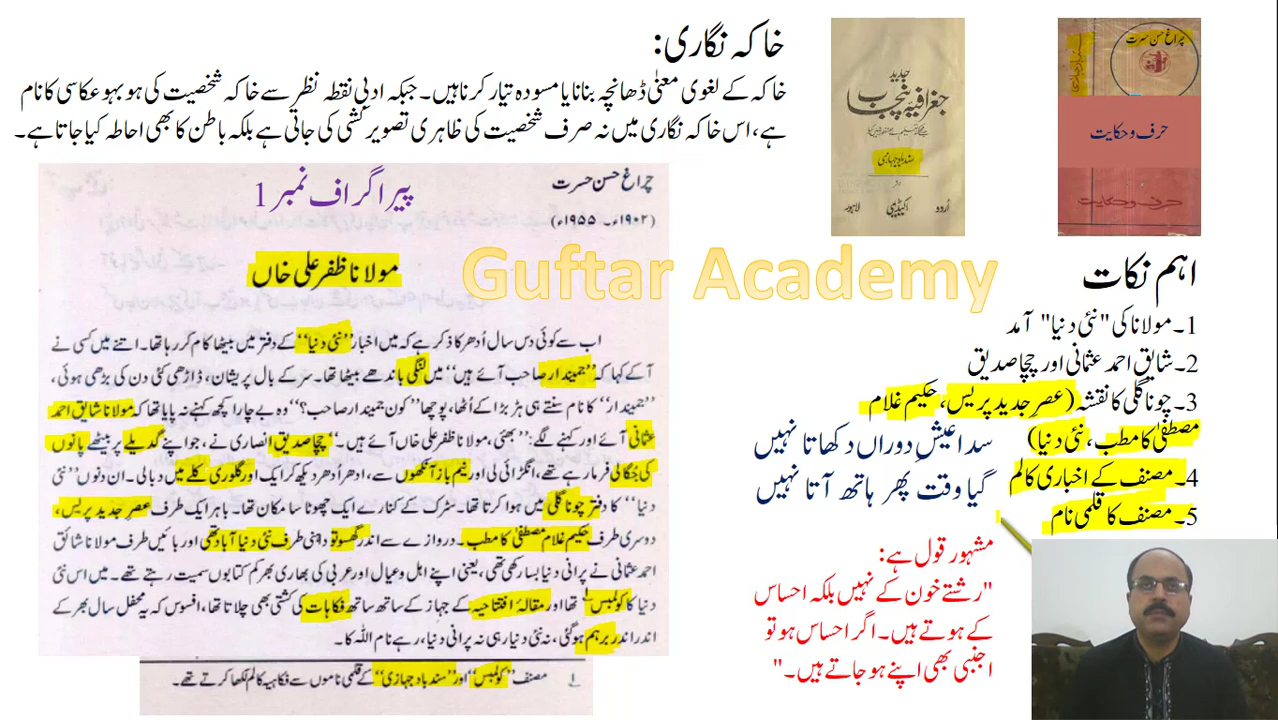 خاکہ نگاری:
خاکہ کے لغوی معنیٰ ڈھانچہ بنانا یا مسودہ تیار کرنا ہیں۔ جبکہ ادبی نقطہ نظر سے خاکہ شخصیت کی ہو بہو عکاسی کا نام
ہے، اس خاکہ نگاری میں نہ صرف شخصیت کی ظاہری تصویر کشی کی جاتی ہے بلکہ باطن کا بھی احاطہ کیا جاتا ہے۔
جدید
جغرافیہ پنجاب
سند باد جہازی
اُردو اکیڈیمی لاہور
چراغ حسن حسرت
حرف و حکایت
حرف و حکایت
پیراگراف نمبر 1
چراغ حسن حسرت
(۱۹۰۲ء۔ ۱۹۵۵ء)
مولانا ظفر علی خاں
اب سے کوئی دس سال اُدھر کا ذکر ہے کہ میں اخبار ”نئی دنیا“ کے دفتر میں بیٹھا کام کر رہا تھا۔ اتنے میں کسی نے
آ کے کہا کہ ”جمیندار صاحب آئے ہیں“ میں لنگی باندھے بیٹھا تھا۔ سر کے بال پریشان، ڈاڑھی کئی دن کی بڑھی ہوئی،
”جمیندار“ کا نام سنتے ہی ہڑبڑا کے اُٹھا، پوچھا ”کون جمیندار صاحب؟“ وہ بے چارا کچھ کہنے نہ پایا تھا کہ مولانا شایق احمد
عثمانی آئے اور کہنے لگے: ”بھئی، مولانا ظفر علی خاں آئے ہیں۔“ چچا صدیق انصاری نے، جو اپنے گدیلے پر بیٹھے پانوں
کی جگالی فرما رہے تھے، انگڑائی لی اور نیم باز آنکھوں سے، ادھر اُدھر دیکھ کر ایک اور گلوری کلے میں دبالی۔ ان دونوں ”نئی
دنیا“ کا دفتر چونا گلی میں ہوا کرتا تھا۔ سڑک کے کنارے ایک چھوٹا سا مکان تھا۔ باہر ایک طرف عصرِ جدید پریس،
دوسری طرف حکیم غلام مصطفیٰ کا مطب۔ دروازے سے اندر گھسو تو داہنی طرف نئی دنیا آباد تھی اور بائیں طرف مولانا شائق
احمد عثمانی نے پرانی دنیا بسا رکھی تھی، یعنی اپنے اہل و عیال اور عربی کی بھاری بھرکم کتابوں سمیت رہتے تھے۔ میں اس نئی
دنیا کا کولمبس تھا اور مقالۂ افتتاحیہ کے جہاز کے ساتھ ساتھ فکاہات کی کشتی بھی چلاتا تھا، افسوس کہ یہ محفل سال بھر کے
اندر اندر برہم ہوگئی، نہ نئی دنیا رہی نہ پرانی دنیا، رہے نام اللہ کا۔
۱ مصنف ”کولمبس“ اور ”سند باد جہازی“ کے قلمی ناموں سے فکاہیہ کالم لکھا کرتے تھے۔
Guftar Academy
اہم نکات
1۔ مولانا کی "نئی دنیا" آمد
2۔ شایق احمد عثمانی اور چچا صدیق
3۔ چونا گلی کا نقشہ (عصرِ جدید پریس، حکیم غلام
مصطفیٰ کا مطب، نئی دنیا)
4۔ مصنف کے اخباری کالم
5۔ مصنف کا قلمی نام
سدا عیشِ دوراں دکھاتا نہیں
گیا وقت پھر ہاتھ آتا نہیں
مشہور قول ہے:
"رشتے خون کے نہیں بلکہ احساس
کے ہوتے ہیں۔ اگر احساس ہو تو
اجنبی بھی اپنے ہو جاتے ہیں۔"